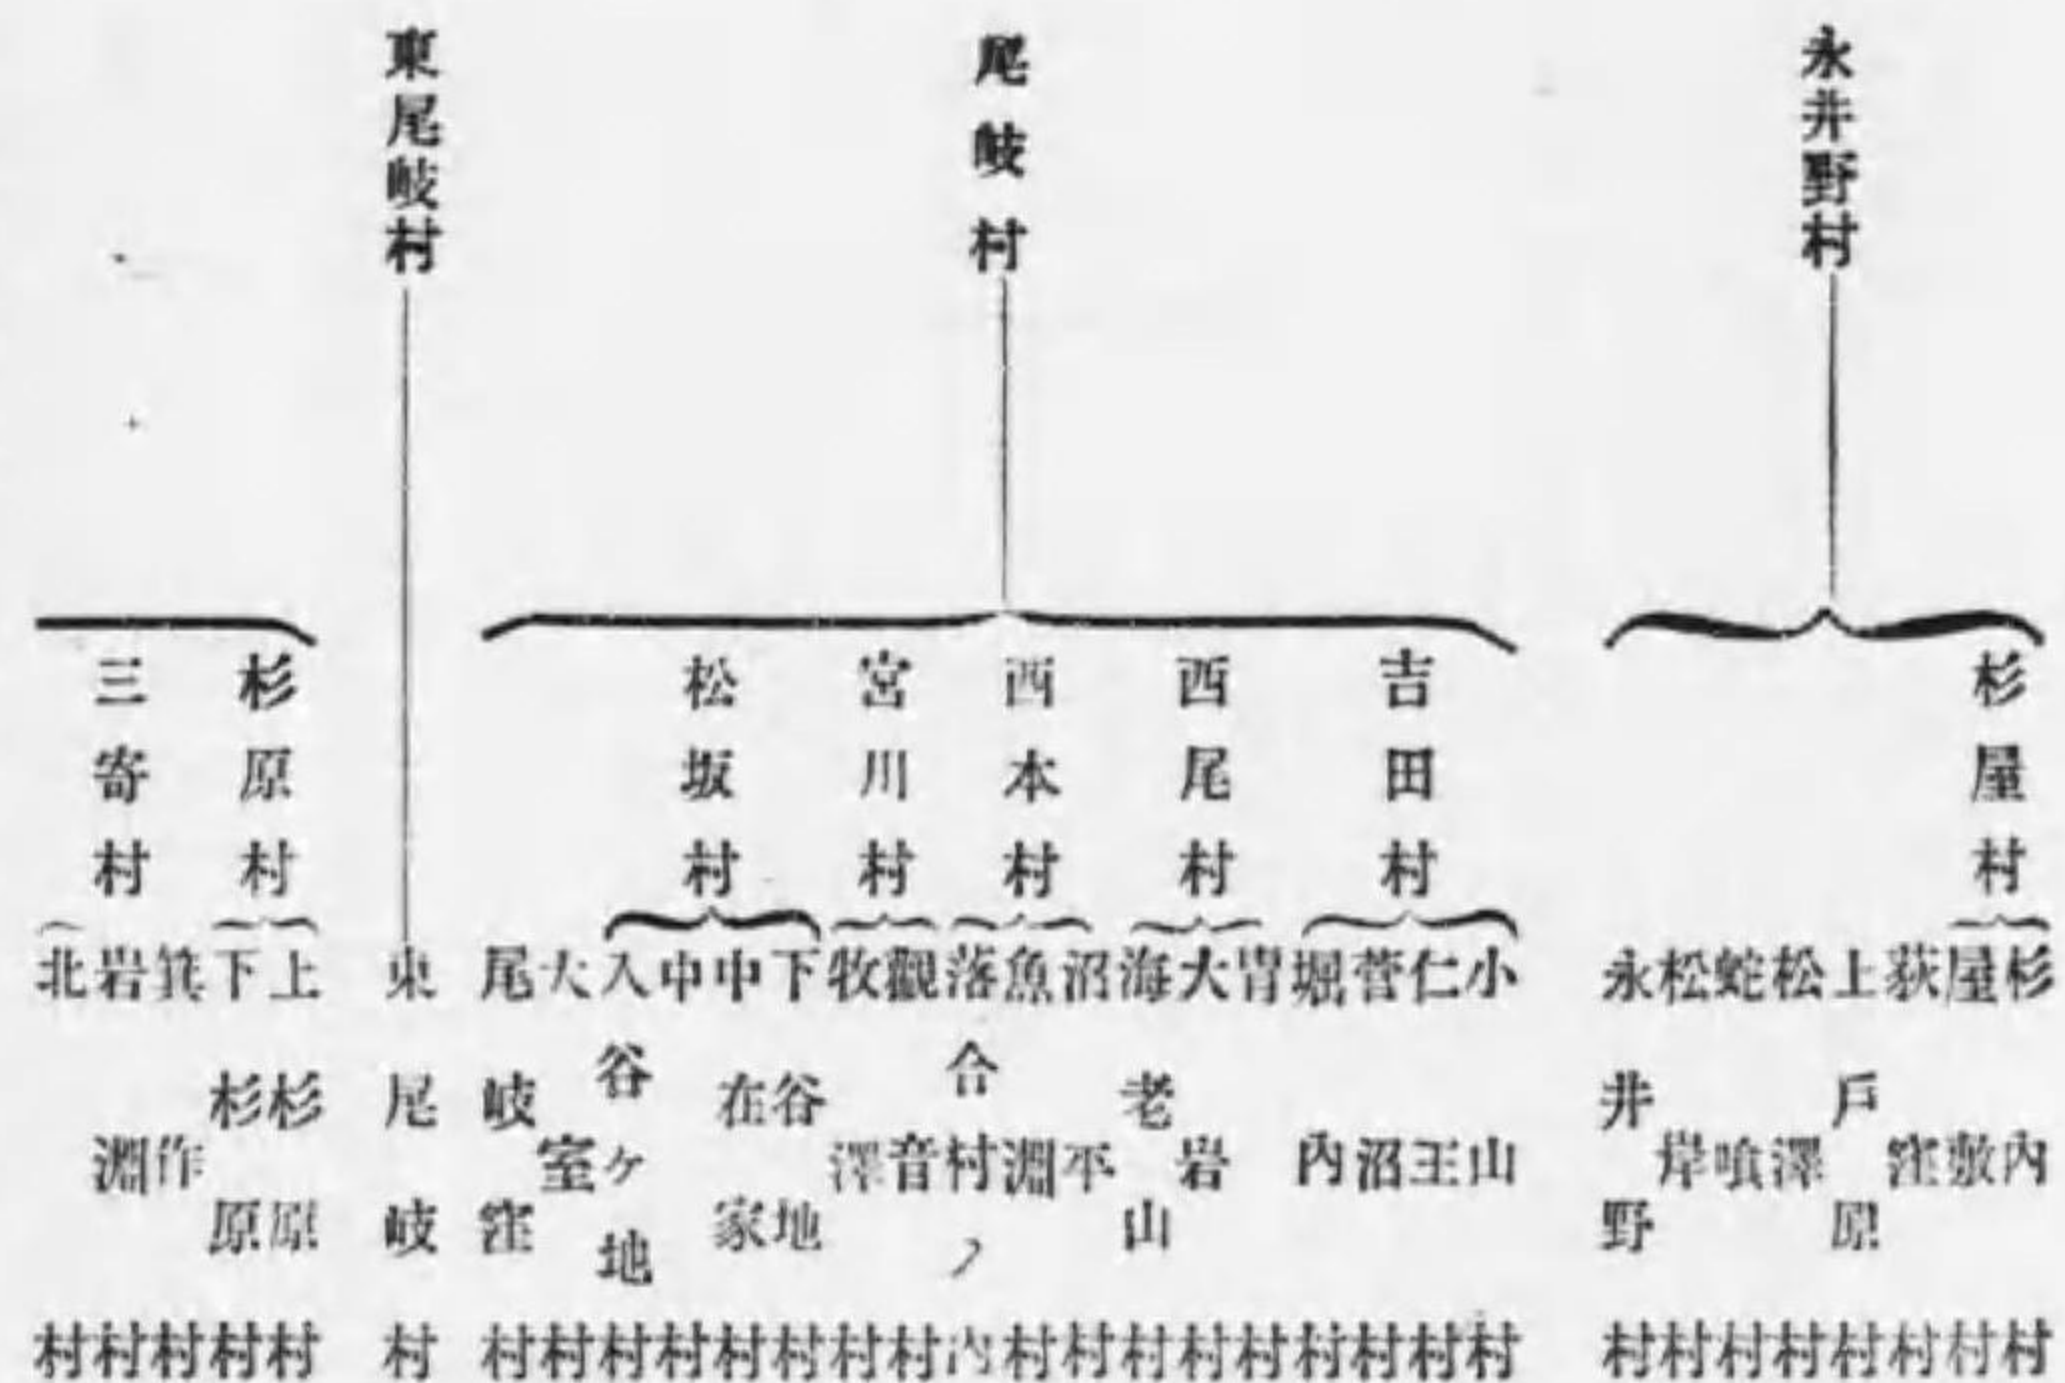 永井野村
杉屋村
杉內村
屋敷村
荻窪村
上戶原村
松澤村
蛇喰村
松岸村
永井野村
尾岐村
吉田村
小山村
仁王村
菅沼村
堀內村
西尾村
冑村
大岩村
海老山村
西本村
沼平村
魚淵村
落合村ノ內
宮川村
觀音村
牧澤村
松坂村
下谷地村
中在家村
中村
入谷ケ地村
大室村
尾岐窪村
東尾岐村
東尾岐村
杉原村
上杉原村
下杉原村
三寄村
箕作村
岩淵村
北村